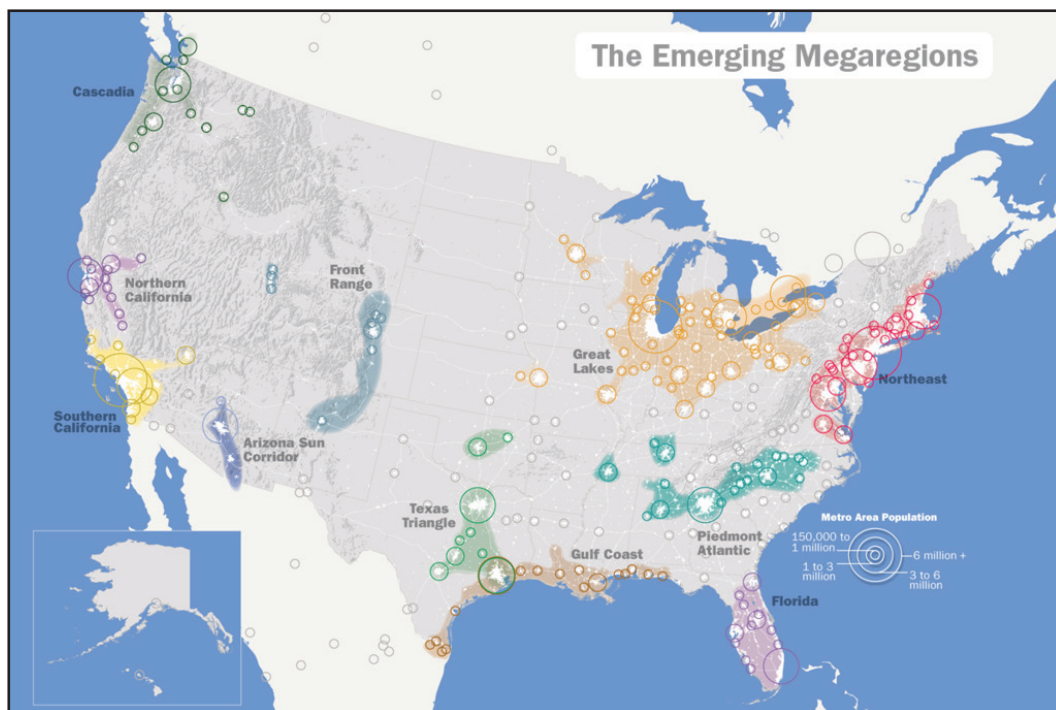 The Emerging Megaregions
Cascadia
Northern
California
Front
Range
Great
Lakes
Northeast
Southern
California
Arizona Sun
Corridor
Texas
Triangle
Gulf Coast
Piedmont
Atlantic
Florida
Metro Area Population
150,000 to
1 million
1 to 3
million
6 million +
3 to 6
million